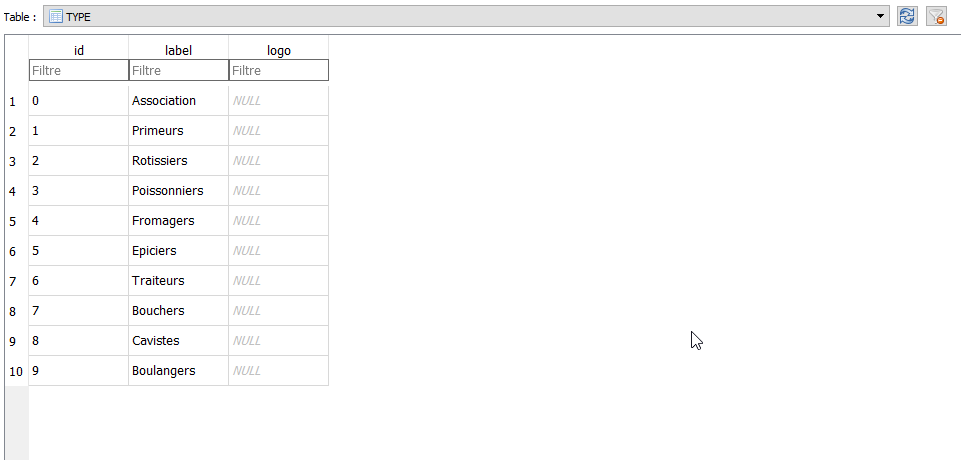 Table : TYPE
id label logo
Filtre Filtre Filtre
1 0 Association NULL
2 1 Primeurs NULL
3 2 Rotissiers NULL
4 3 Poissonniers NULL
5 4 Fromagers NULL
6 5 Epiciers NULL
7 6 Traiteurs NULL
8 7 Bouchers NULL
9 8 Cavistes NULL
10 9 Boulangers NULL